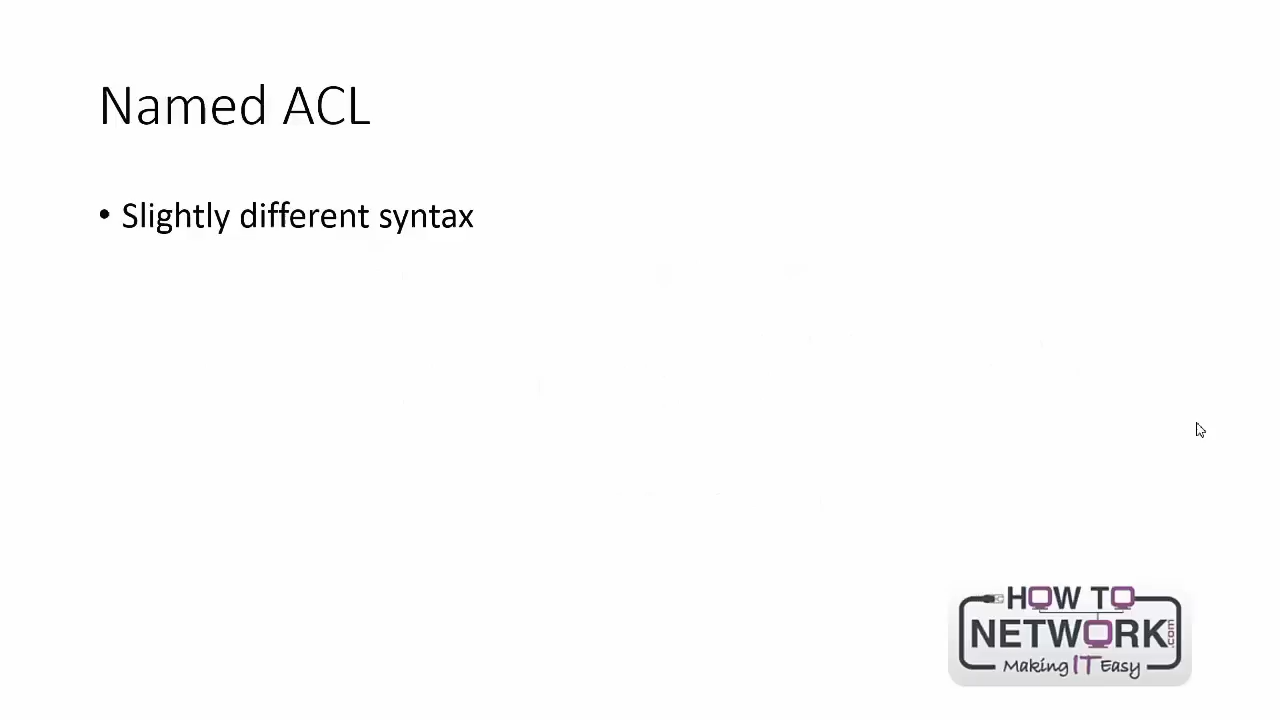 Named ACL
• Slightly different syntax
HOW TO
NETWORK.com
Making IT Easy